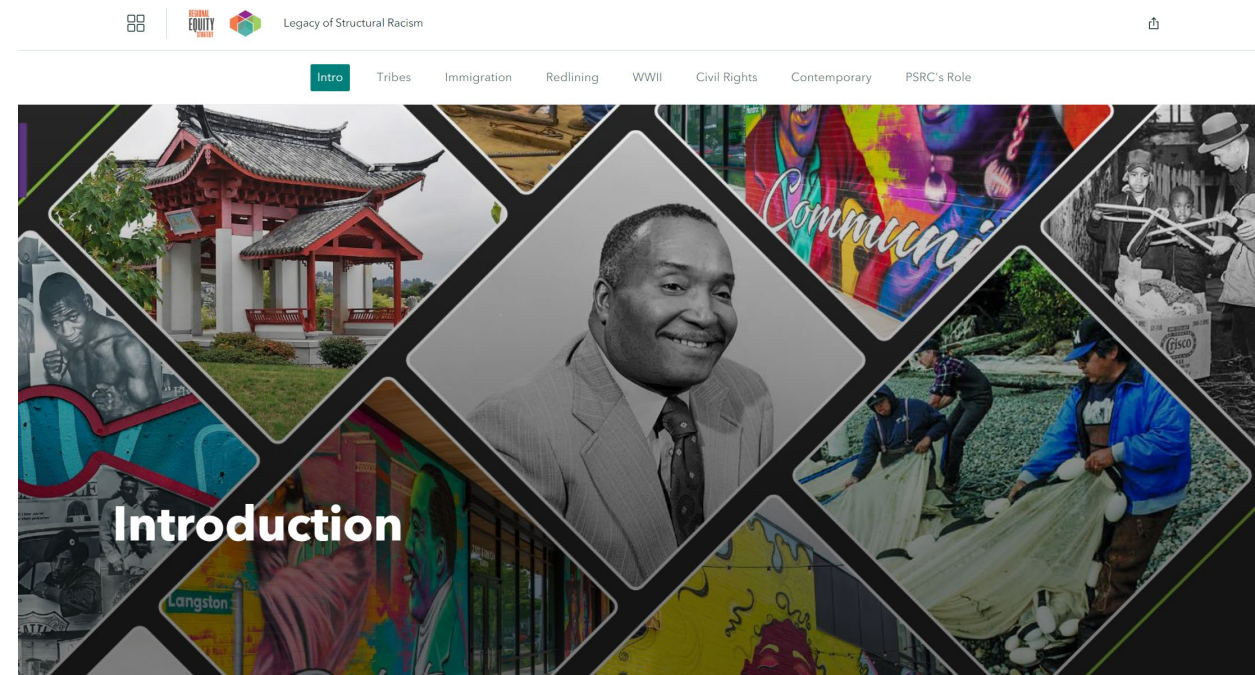 REGIONAL
EQUITY
STRATEGY
Legacy of Structural Racism
Intro
Tribes
Immigration
Redlining
WWII
Civil Rights
Contemporary
PSRC's Role
Communi
Crisco
Introduction
Langston